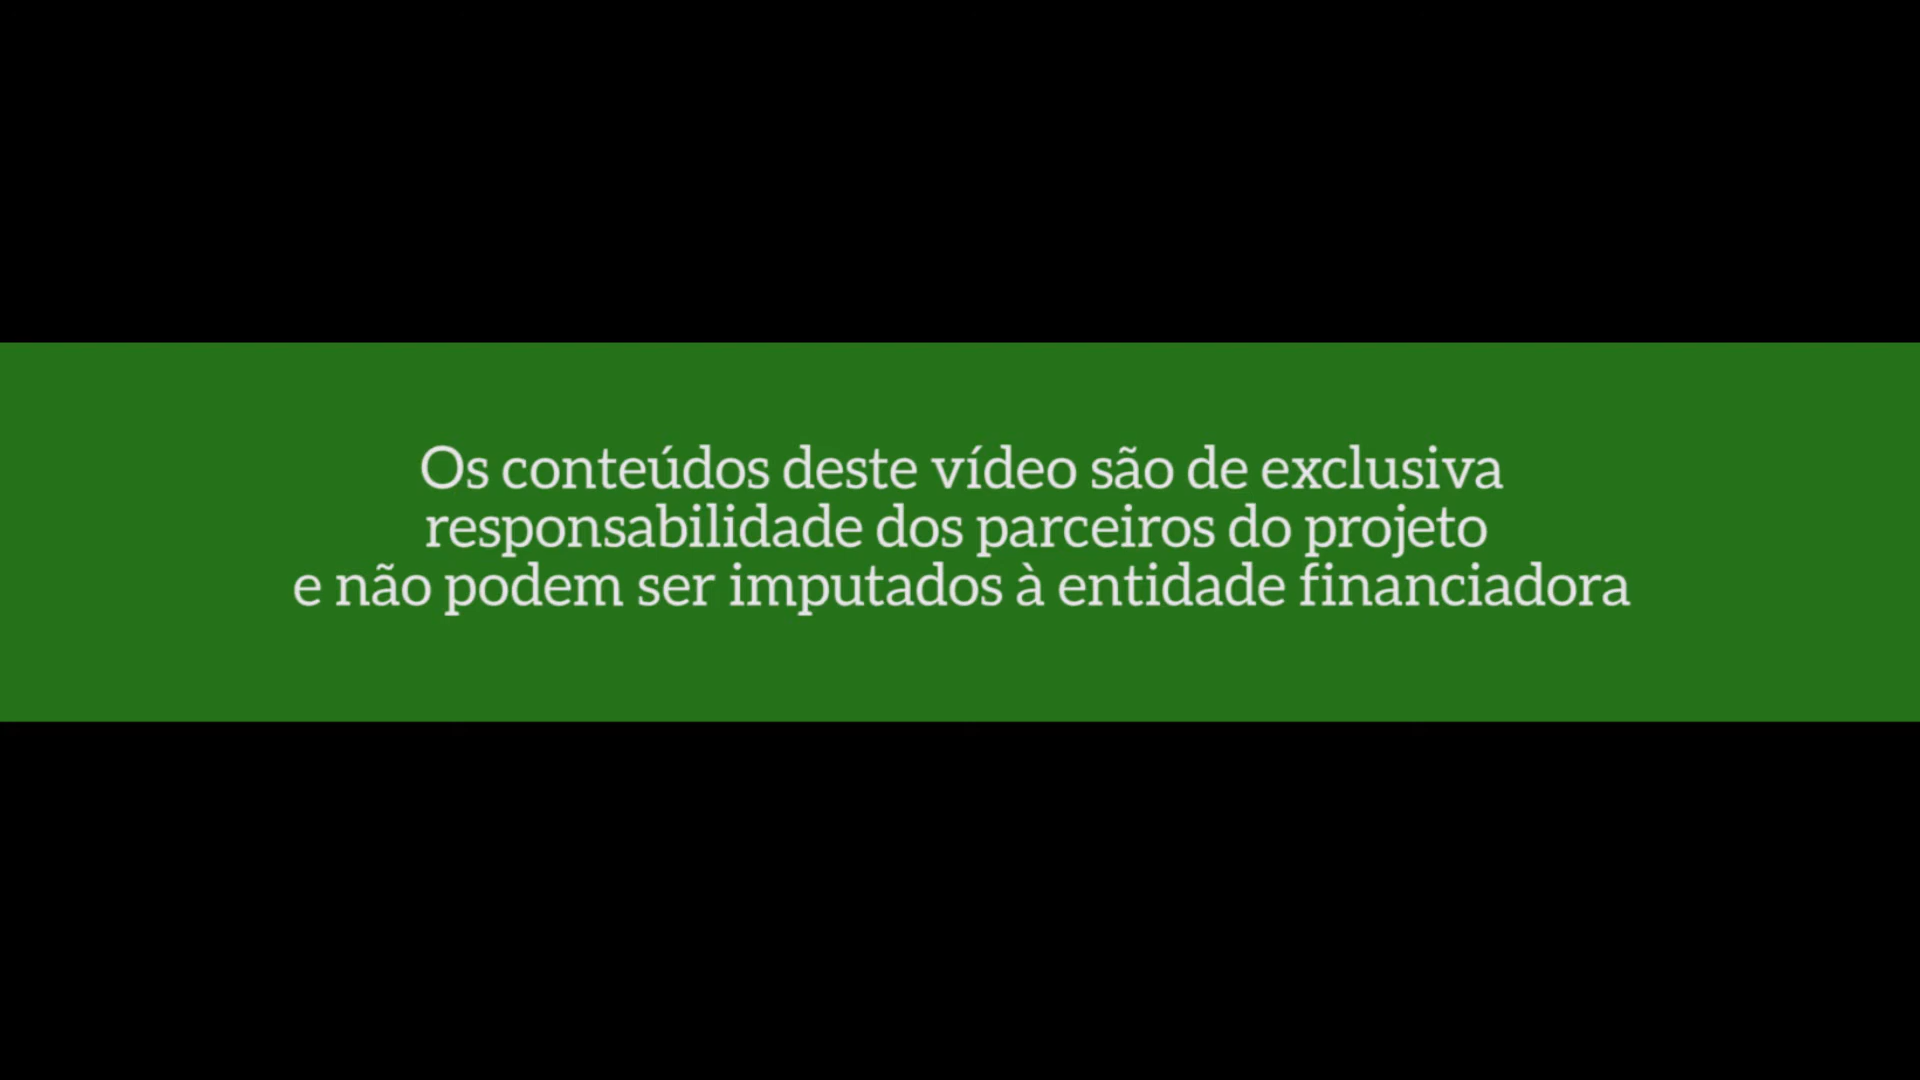 Os conteúdos deste vídeo são de exclusiva
responsabilidade dos parceiros do projeto
e não podem ser imputados à entidade financiadora